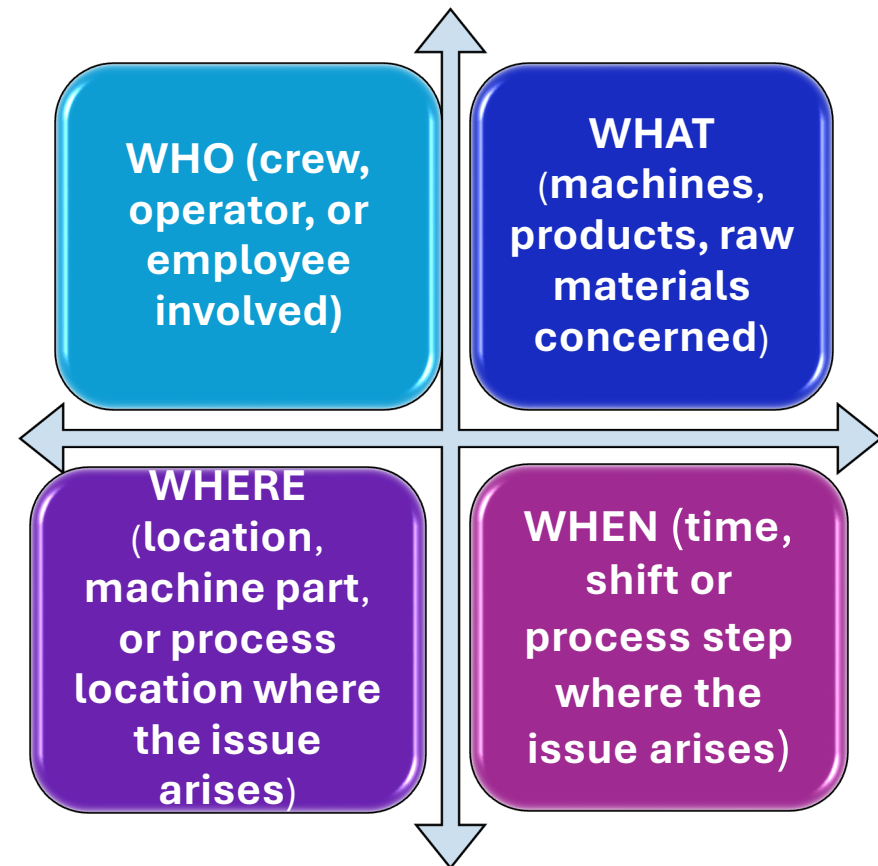 WHO (crew,
operator, or
employee
involved)
WHAT
(machines,
products, raw
materials
concerned)
WHERE
(location,
machine part,
or process
location where
the issue
arises)
WHEN (time,
shift or
process step
where the
issue arises)